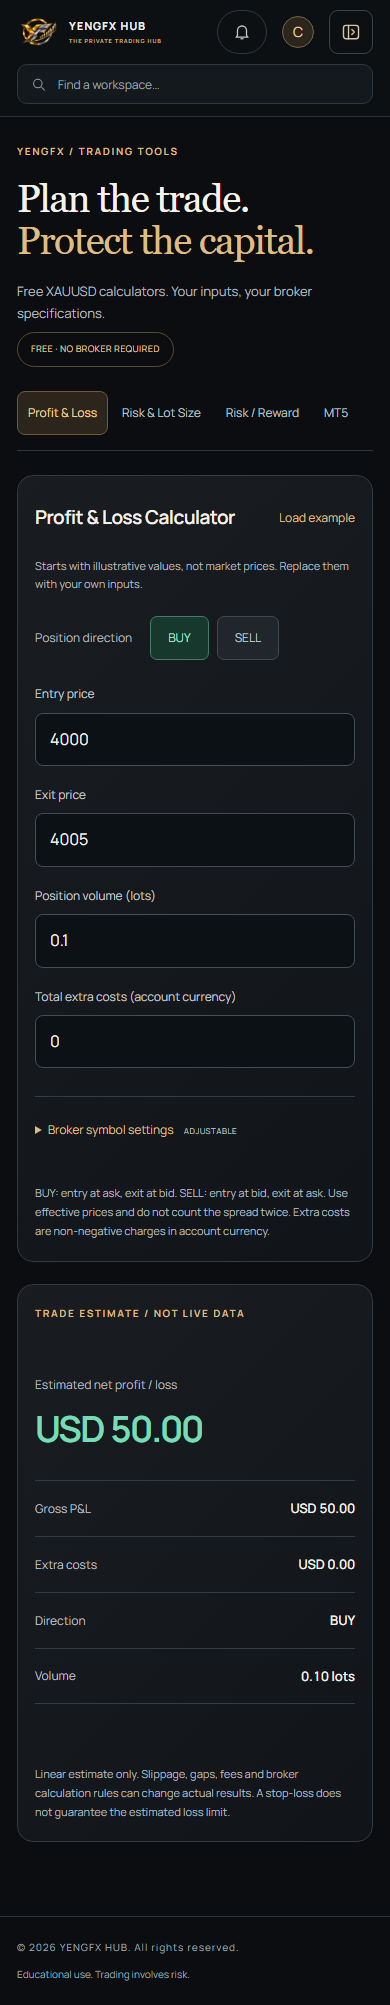 YENGFX HUB
THE PRIVATE TRADING HUB
C
Find a workspace...
YENGFX / TRADING TOOLS
Plan the trade.
Protect the capital.
Free XAUUSD calculators. Your inputs, your broker
specifications.
FREE · NO BROKER REQUIRED
Profit & Loss Risk & Lot Size Risk / Reward MT5
Profit & Loss Calculator Load example
Starts with illustrative values, not market prices. Replace them
with your own inputs.
Position direction BUY SELL
Entry price
4000
Exit price
4005
Position volume (lots)
0.1
Total extra costs (account currency)
0
Broker symbol settings ADJUSTABLE
BUY: entry at ask, exit at bid. SELL: entry at bid, exit at ask. Use
effective prices and do not count the spread twice. Extra costs
are non-negative charges in account currency.
TRADE ESTIMATE / NOT LIVE DATA
Estimated net profit / loss
USD 50.00
Gross P&L USD 50.00
Extra costs USD 0.00
Direction BUY
Volume 0.10 lots
Linear estimate only. Slippage, gaps, fees and broker
calculation rules can change actual results. A stop-loss does
not guarantee the estimated loss limit.
© 2026 YENGFX HUB. All rights reserved.
Educational use. Trading involves risk.